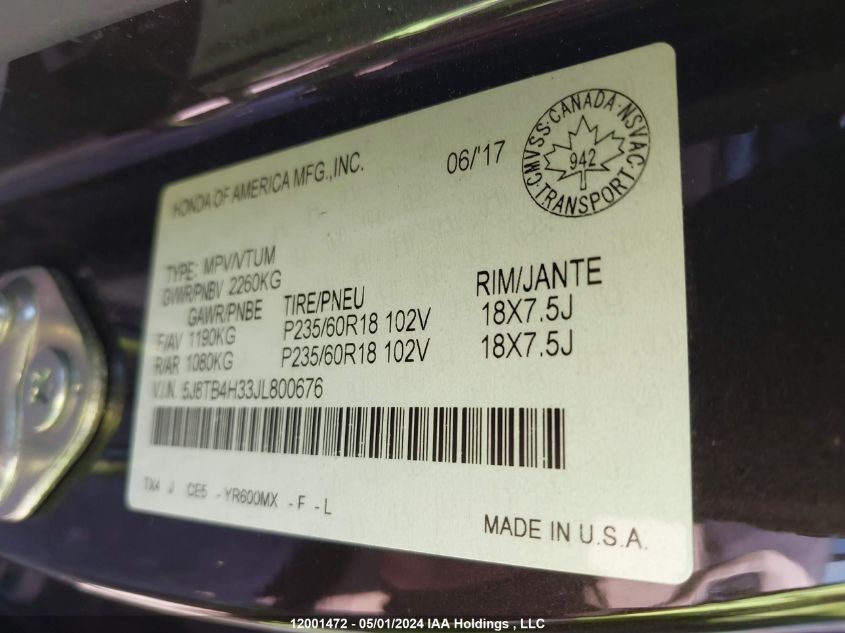 HONDA OF AMERICA MFG.,INC.
06/'17
CMVSS·CANADA·NSVAC·TRANSPORT·
942
TYPE: MPV/VTUM
GVWR/PNBV 2260KG
GAWR/PNBE TIRE/PNEU RIM/JANTE
F/AV 1190KG P235/60R18 102V 18X7.5J
R/AR 1080KG P235/60R18 102V 18X7.5J
V.I.N. 5J8TB4H33JL800676
TX4 J CE5 -YR600MX -F -L
MADE IN U.S.A.
12001472 - 05/01/2024 IAA Holdings , LLC